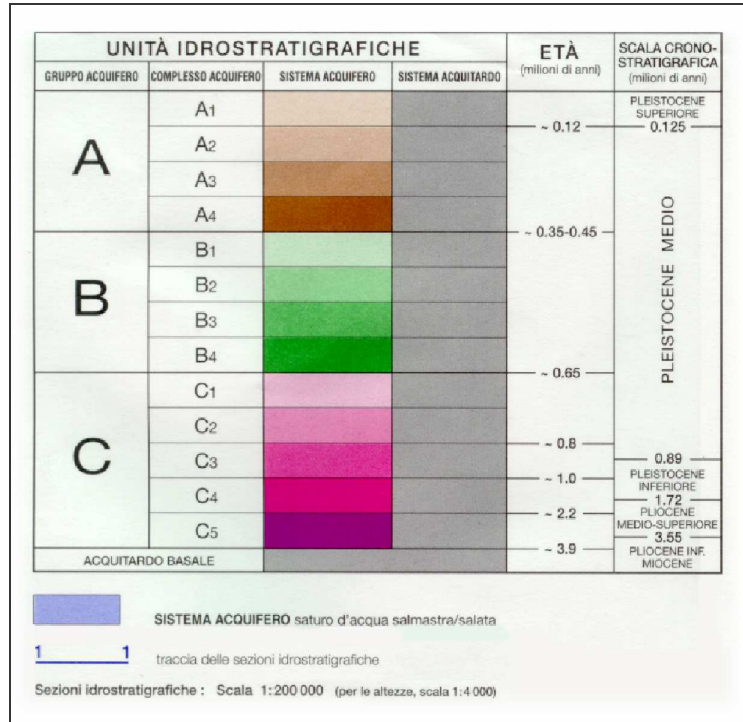 UNITÀ IDROSTRATIGRAFICHE
ETÀ
(milioni di anni)
SCALA CRONO-
STRATIGRAFICA
(milioni di anni)
GRUPPO ACQUIFERO COMPLESSO ACQUIFERO SISTEMA ACQUIFERO SISTEMA ACQUITARDO
A
A1
A2
A3
A4
B
B1
B2
B3
B4
C
C1
C2
C3
C4
C5
ACQUITARDO BASALE
~ 0.12
~ 0.35-0.45
~ 0.65
~ 0.8
~ 1.0
~ 2.2
~ 3.9
PLEISTOCENE
SUPERIORE
0.125
PLEISTOCENE MEDIO
0.89
PLEISTOCENE
INFERIORE
1.72
PLIOCENE
MEDIO-SUPERIORE
3.55
PLIOCENE INF.
MIOCENE
SISTEMA ACQUIFERO saturo d'acqua salmastra/salata
1 1 traccia delle sezioni idrostratigrafiche
Sezioni idrostratigrafiche : Scala 1:200 000 (per le altezze, scala 1:4 000)